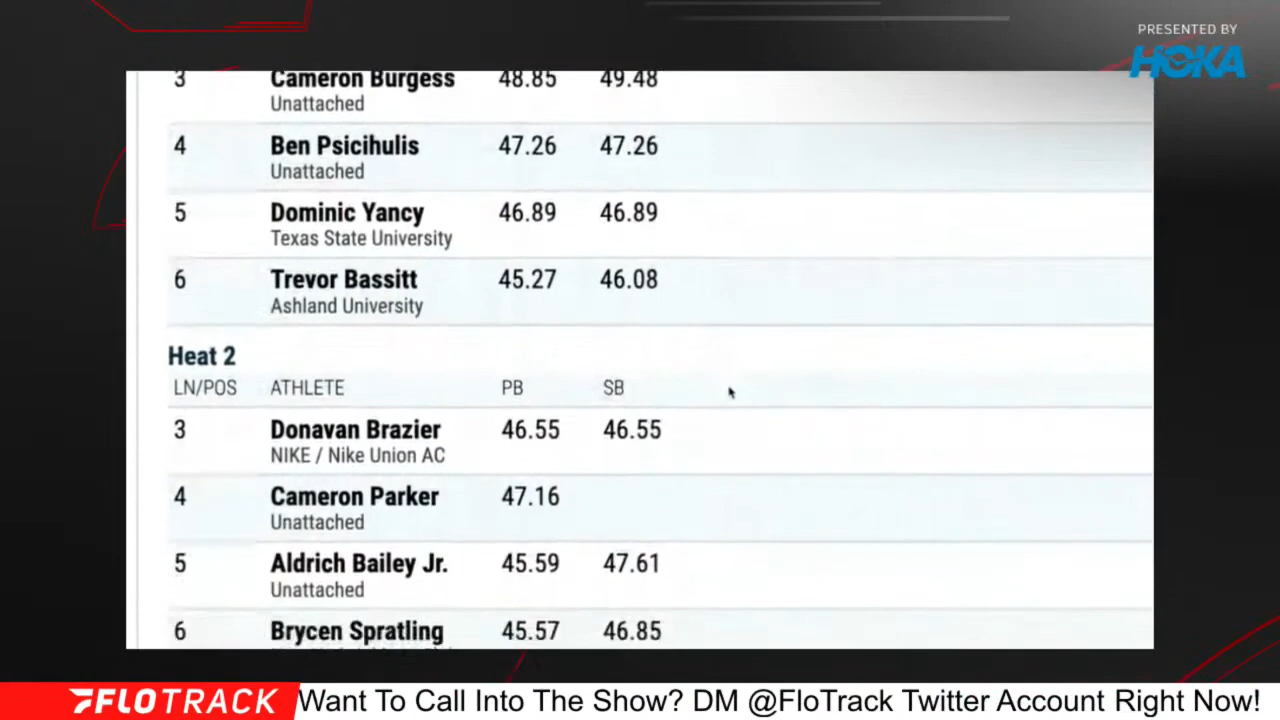 PRESENTED BY
HOKA
3 Cameron Burgess 48.85 49.48
Unattached
4 Ben Psicihulis 47.26 47.26
Unattached
5 Dominic Yancy 46.89 46.89
Texas State University
6 Trevor Bassitt 45.27 46.08
Ashland University
Heat 2
LN/POS ATHLETE PB SB
3 Donavan Brazier 46.55 46.55
NIKE / Nike Union AC
4 Cameron Parker 47.16
Unattached
5 Aldrich Bailey Jr. 45.59 47.61
Unattached
6 Brycen Spratling 45.57 46.85
FLOTRACK Want To Call Into The Show? DM @FloTrack Twitter Account Right Now!